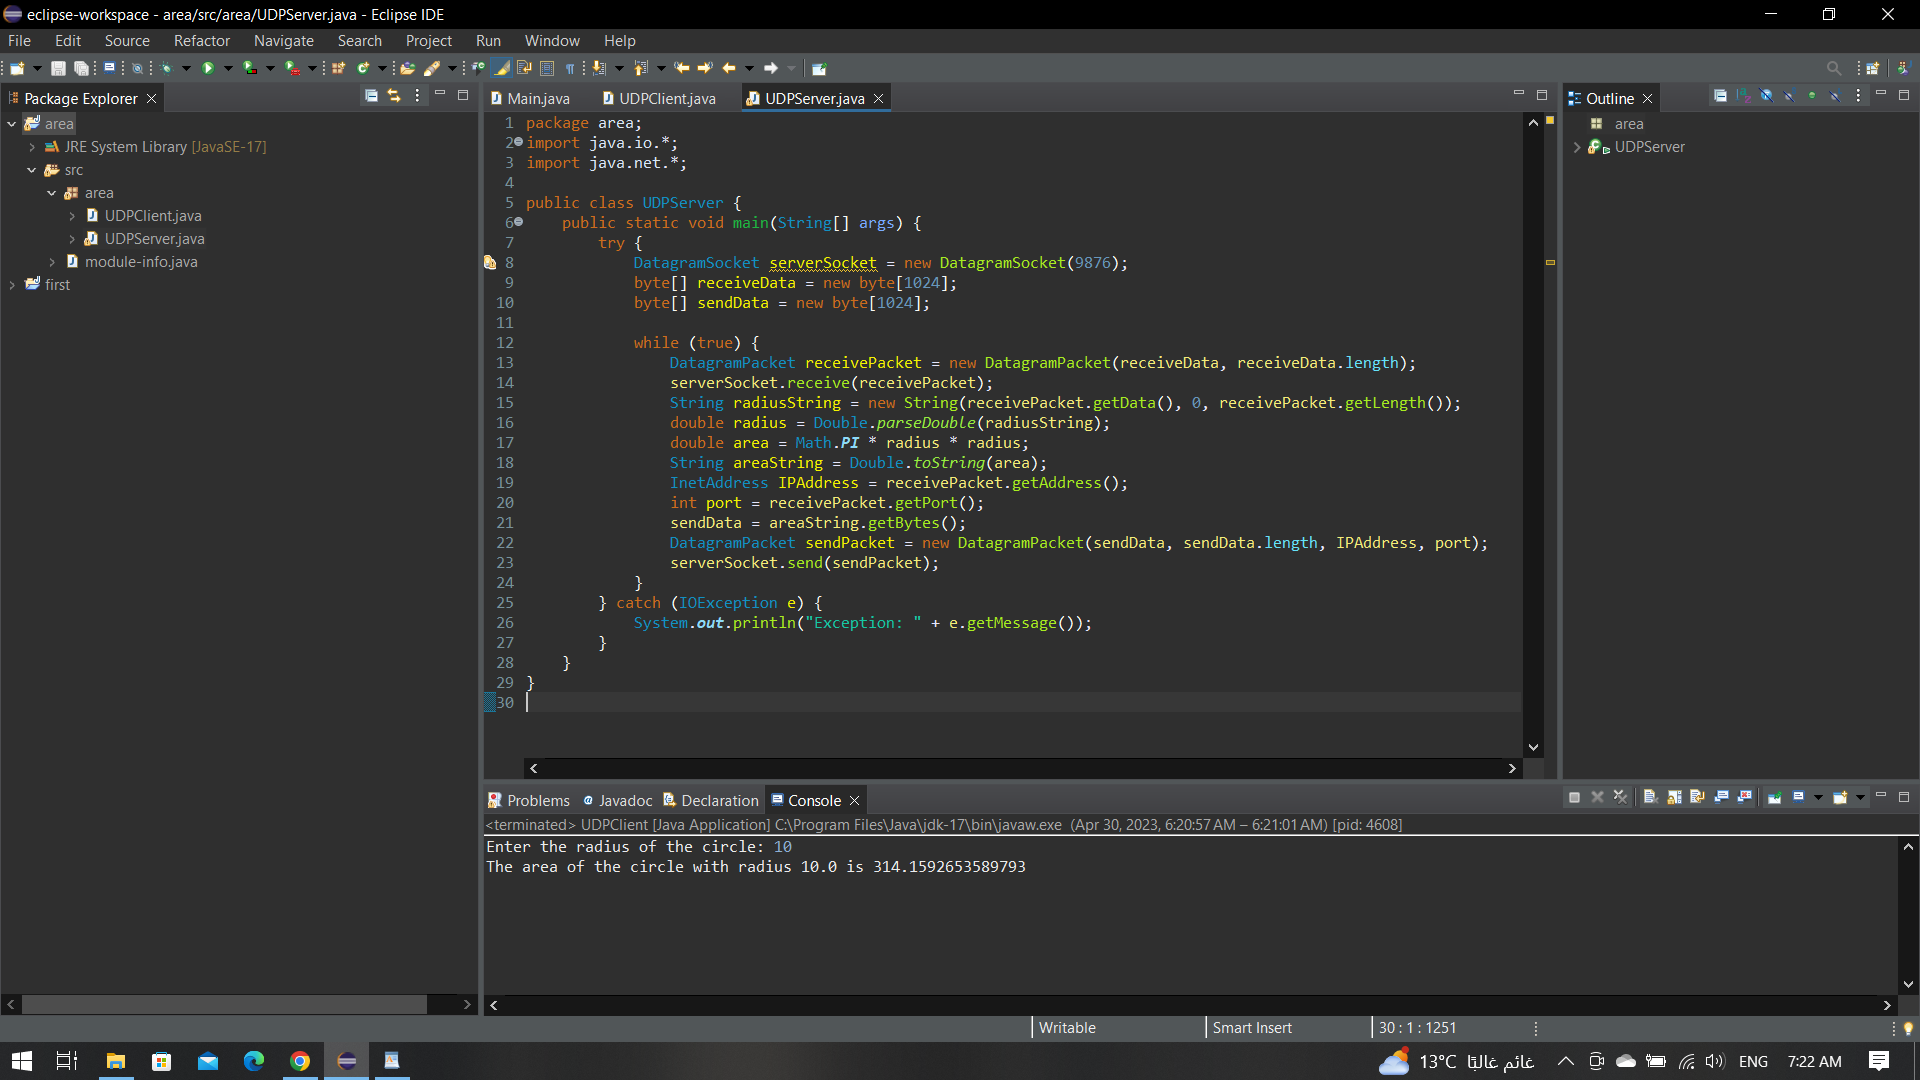 eclipse-workspace - area/src/area/UDPServer.java - Eclipse IDE
File Edit Source Refactor Navigate Search Project Run Window Help
Package Explorer
area
JRE System Library [JavaSE-17]
src
area
UDPClient.java
UDPServer.java
module-info.java
first
Main.java UDPClient.java UDPServer.java
1 package area;
2 import java.io.*;
3 import java.net.*;
4
5 public class UDPServer {
6     public static void main(String[] args) {
7         try {
8             DatagramSocket serverSocket = new DatagramSocket(9876);
9             byte[] receiveData = new byte[1024];
10             byte[] sendData = new byte[1024];
11
12             while (true) {
13                 DatagramPacket receivePacket = new DatagramPacket(receiveData, receiveData.length);
14                 serverSocket.receive(receivePacket);
15                 String radiusString = new String(receivePacket.getData(), 0, receivePacket.getLength());
16                 double radius = Double.parseDouble(radiusString);
17                 double area = Math.PI * radius * radius;
18                 String areaString = Double.toString(area);
19                 InetAddress IPAddress = receivePacket.getAddress();
20                 int port = receivePacket.getPort();
21                 sendData = areaString.getBytes();
22                 DatagramPacket sendPacket = new DatagramPacket(sendData, sendData.length, IPAddress, port);
23                 serverSocket.send(sendPacket);
24             }
25         } catch (IOException e) {
26             System.out.println("Exception: " + e.getMessage());
27         }
28     }
29 }
30
Outline
area
UDPServer
Problems Javadoc Declaration Console
<terminated> UDPClient [Java Application] C:\Program Files\Java\jdk-17\bin\javaw.exe (Apr 30, 2023, 6:20:57 AM – 6:21:01 AM) [pid: 4608]
Enter the radius of the circle: 10
The area of the circle with radius 10.0 is 314.1592653589793
Writable Smart Insert 30 : 1 : 1251
13°C غائم غالبًا ENG 7:22 AM